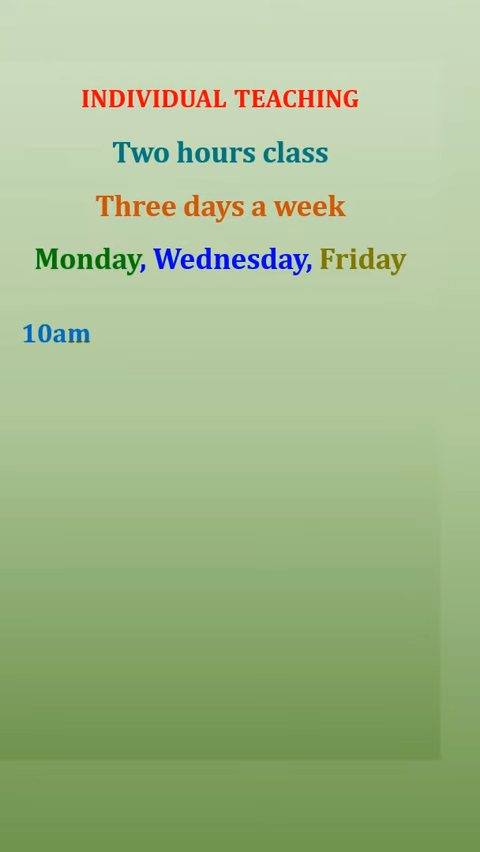 INDIVIDUAL TEACHING
Two hours class
Three days a week
Monday, Wednesday, Friday
10am